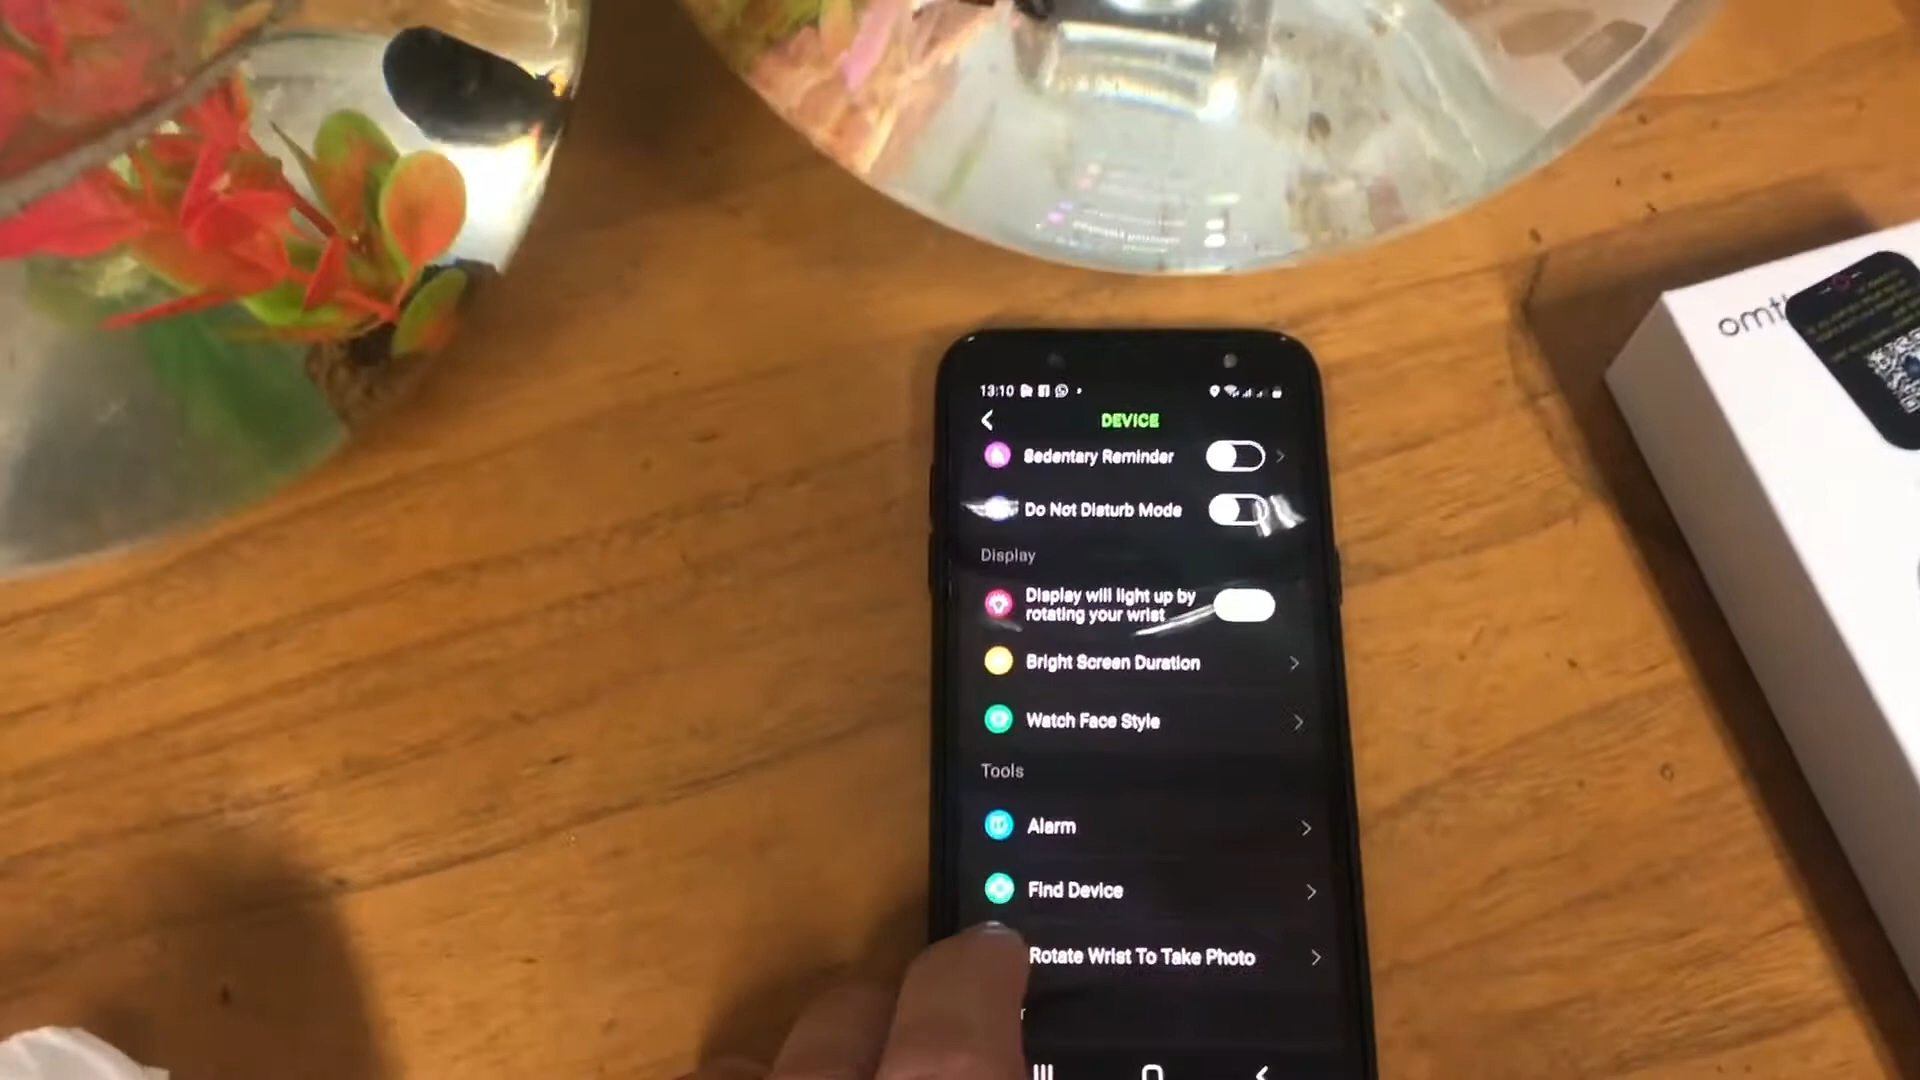 13:10
DEVICE
Sedentary Reminder
Do Not Disturb Mode
Display
Display will light up by
rotating your wrist
Bright Screen Duration
Watch Face Style
Tools
Alarm
Find Device
Rotate Wrist To Take Photo
r
omt